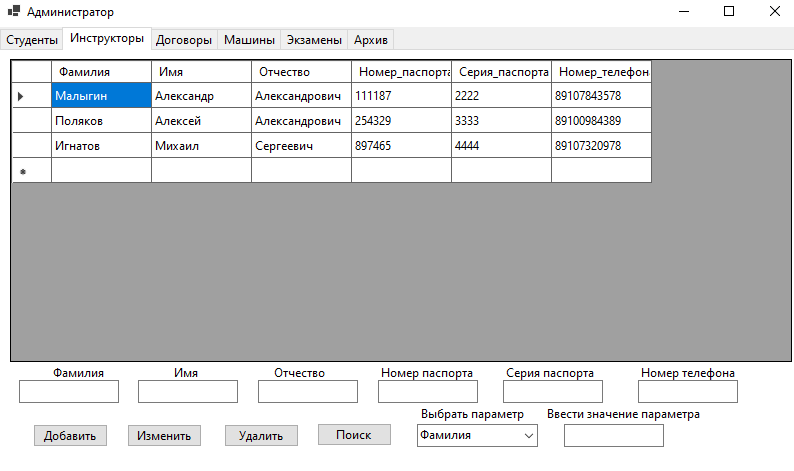 Администратор
Студенты Инструкторы Договоры Машины Экзамены Архив
Фамилия Имя Отчество Номер_паспорта Серия_паспорта Номер_телефон
Малыгин Александр Александрович 111187 2222 89107843578
Поляков Алексей Александрович 254329 3333 89100984389
Игнатов Михаил Сергеевич 897465 4444 89107320978
Фамилия Имя Отчество Номер паспорта Серия паспорта Номер телефона
Выбрать параметр Ввести значение параметра
Добавить Изменить Удалить Поиск Фамилия